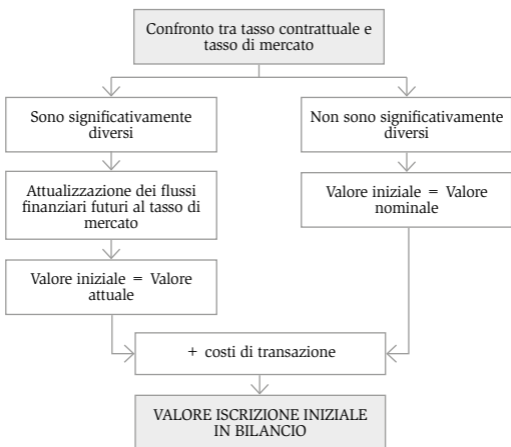 Confronto tra tasso contrattuale e
tasso di mercato
Sono significativamente
diversi
Non sono significativamente
diversi
Attualizzazione dei flussi
finanziari futuri al tasso di
mercato
Valore iniziale = Valore
nominale
Valore iniziale = Valore
attuale
+ costi di transazione
VALORE ISCRIZIONE INIZIALE
IN BILANCIO